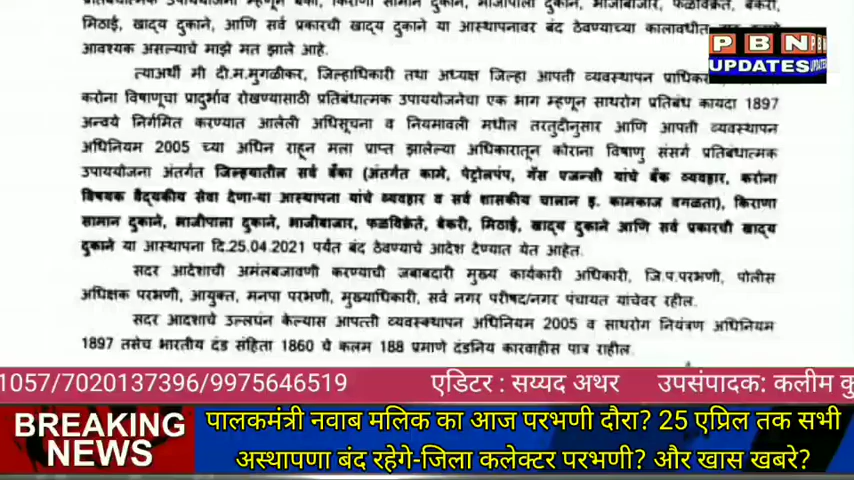 मिठाई, खाद्य दुकाने, आणि सर्व प्रकारची खाद्य दुकाने या आस्थापनावर बंद ठेवण्याच्या कालावधीत
आवश्यक असल्याचे माझे मत झाले आहे.
PBN
UPDATES
त्याअर्थी मी दी.म.मुगळीकर, जिल्हाधिकारी तथा अध्यक्ष जिल्हा आपती व्यवस्थापन
करोना विषाणूचा प्रादुर्भाव रोखण्यासाठी प्रतिबंधात्मक उपाययोजनेचा एक भाग म्हणून साथरोग प्रतिबंध कायदा 1897
अन्वये निर्गमित करण्यात आलेली अधिसूचना व नियमावली मधील तरतुदीनुसार आणि आपती व्यवस्थापन
अधिनियम 2005 च्या अधिन राहून मला प्राप्त झालेल्या अधिकारातून कोराना विषाणु संसर्ग प्रतिबधात्मक
उपाययोजना अंतर्गत जिल्हयातील सर्व बँका (अंतर्गत कामे, पेट्रोलपंप, गॅस एजन्सी यांचे बँक व्यवहार, करोना
विषयक वैद्यकीय सेवा देणा-या आस्थापना यांचे व्यवहार व सर्व शासकीय चालान इ. कामकाज वगळता), किराणा
सामान दुकाने, भाजीपाला दुकाने, भाजीबाजार, फळविक्रेते, बेकरी, मिठाई, खाद्य दुकाने आणि सर्व प्रकारची खाद्य
दुकाने या आस्थापना दि.25.04.2021 पर्यंत बंद ठेवण्याचे आदेश देण्यात येत आहेत.
सदर आदेशाची अमंलबजावणी करण्याची जबाबदारी मुख्य कार्यकारी अधिकारी, जि.प.परभणी, पोलीस
अधिक्षक परभणी, आयुक्त, मनपा परभणी, मुख्याधिकारी, सर्व नगर परीषद/नगर पंचायत यांचेवर राहील.
सदर आदशाचे उल्लघन केल्यास आपत्ती व्यवस्थापन अधिनियम 2005 व साथरोग नियंत्रण अधिनियम
1897 तसेच भारतीय दंड संहिता 1860 चे कलम 188 प्रमाणे दंडनिय कारवाहीस पात्र राहील.
1057/7020137396/9975646519 एडिटर : सय्यद अथर उपसंपादक: कलीम
BREAKING
NEWS
पालकमंत्री नवाब मलिक का आज परभणी दौरा? 25 एप्रिल तक सभी
अस्थापणा बंद रहेगे-जिला कलेक्टर परभणी? और खास खबरे?